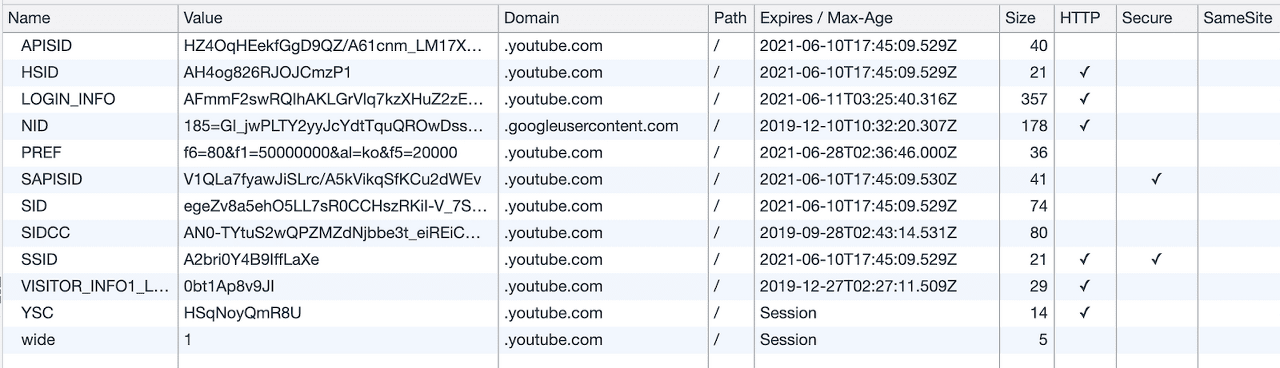 Name Value Domain Path Expires / Max-Age Size HTTP Secure SameSite
APISID HZ4OqHEekfGgD9QZ/A61cnm_LM17X... .youtube.com / 2021-06-10T17:45:09.529Z 40
HSID AH4og826RJOJCmzP1 .youtube.com / 2021-06-10T17:45:09.529Z 21 ✓
LOGIN_INFO AFmmF2swRQIhAKLGrVlq7kzXHuZ2zE... .youtube.com / 2021-06-11T03:25:40.316Z 357 ✓
NID 185=GI_jwPLTY2yyJcYdtTquQROwDss... .googleusercontent.com / 2019-12-10T10:32:20.307Z 178 ✓
PREF f6=80&f1=50000000&al=ko&f5=20000 .youtube.com / 2021-06-28T02:36:46.000Z 36
SAPISID V1QLa7fyawJiSLrc/A5kVikqSfKCu2dWEv .youtube.com / 2021-06-10T17:45:09.530Z 41 ✓
SID egeZv8a5ehO5LL7sR0CCHszRKiI-V_7S... .youtube.com / 2021-06-10T17:45:09.529Z 74
SIDCC AN0-TYtuS2wQPZMZdNjbbe3t_eiREiC... .youtube.com / 2019-09-28T02:43:14.531Z 80
SSID A2bri0Y4B9IffLaXe .youtube.com / 2021-06-10T17:45:09.529Z 21 ✓ ✓
VISITOR_INFO1_L... 0bt1Ap8v9JI .youtube.com / 2019-12-27T02:27:11.509Z 29 ✓
YSC HSqNoyQmR8U .youtube.com / Session 14 ✓
wide 1 .youtube.com / Session 5